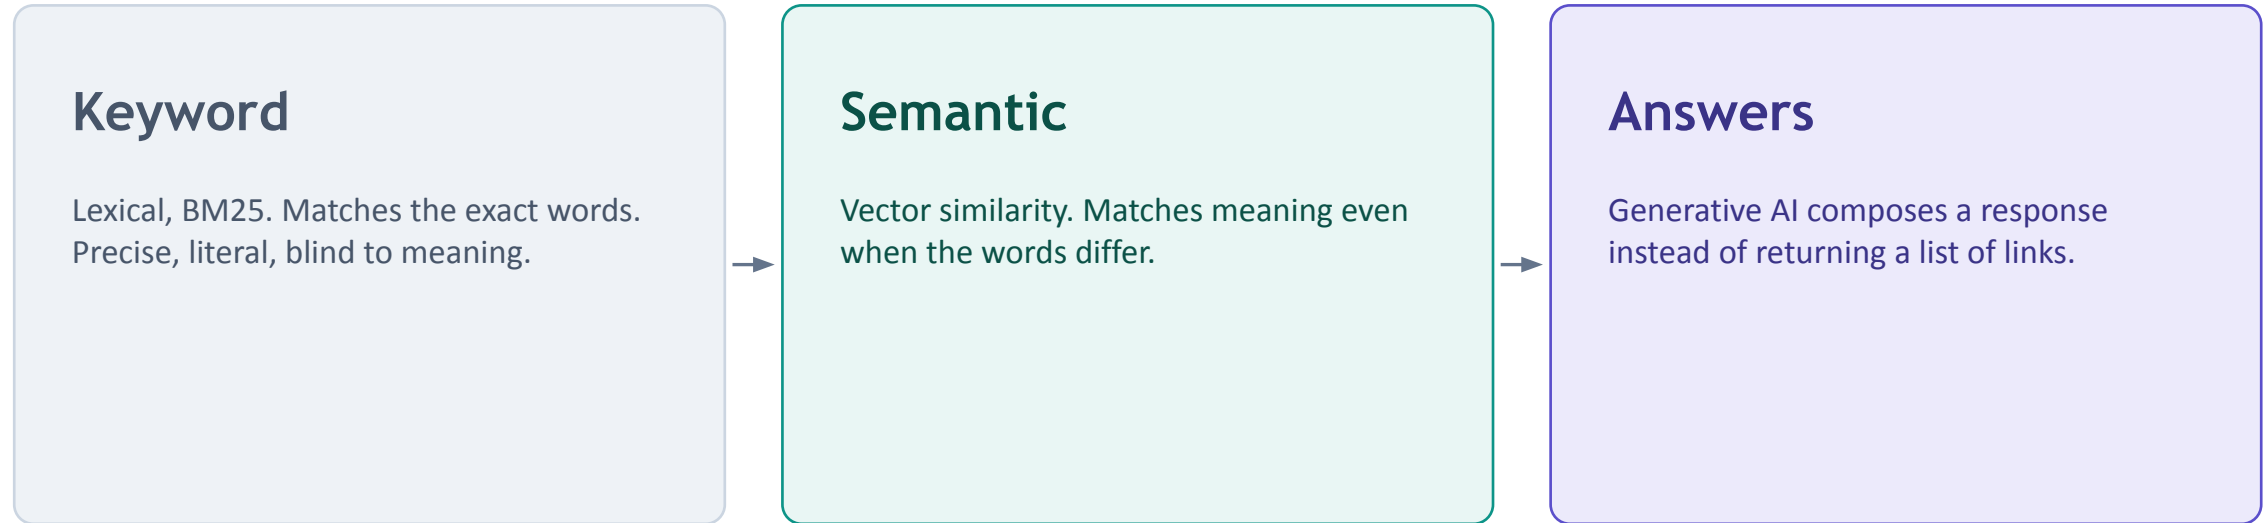 Keyword
Lexical, BM25. Matches the exact words.
Precise, literal, blind to meaning.
Semantic
Vector similarity. Matches meaning even
when the words differ.
Answers
Generative AI composes a response
instead of returning a list of links.